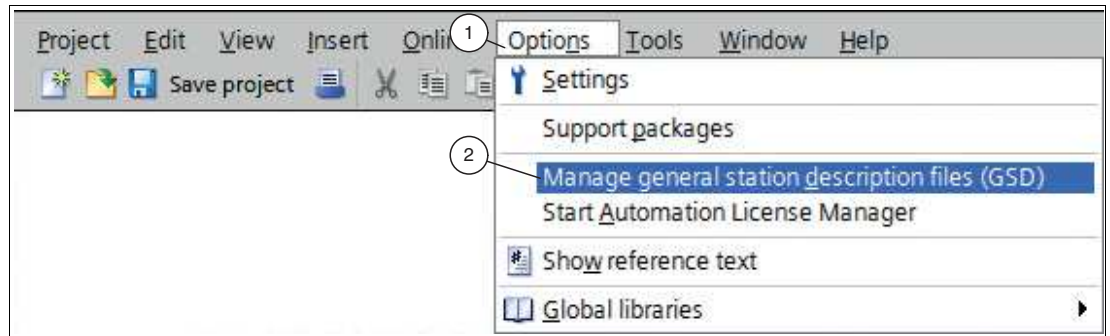 Project Edit View Insert Onli 1 Options Tools Window Help
Save project
Settings
Support packages
2
Manage general station description files (GSD)
Start Automation License Manager
Show reference text
Global libraries